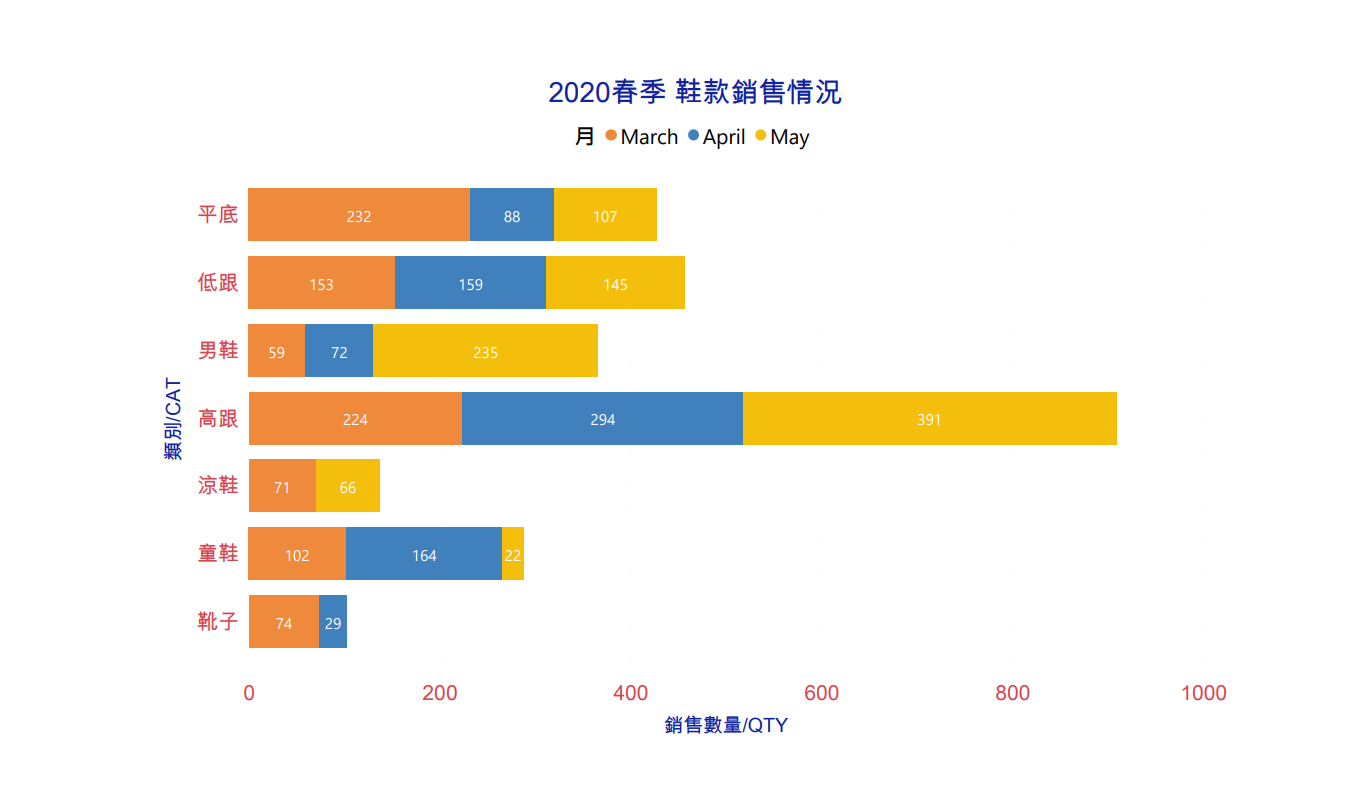 2020春季 鞋款銷售情況
月 March April May
平底 232 88 107
低跟 153 159 145
男鞋 59 72 235
高跟 224 294 391
涼鞋 71 66
童鞋 102 164 22
靴子 74 29
類別/CAT
0 200 400 600 800 1000
銷售數量/QTY